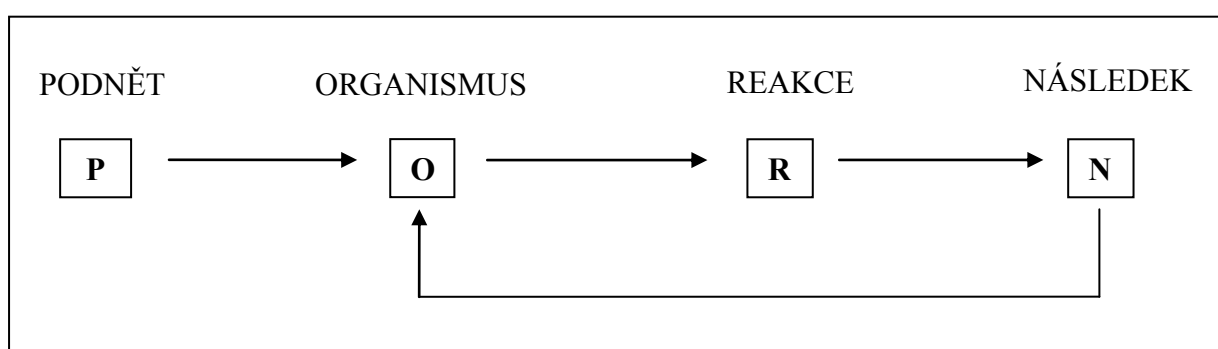 PODNĚT ORGANISMUS REAKCE NÁSLEDEK
P O R N